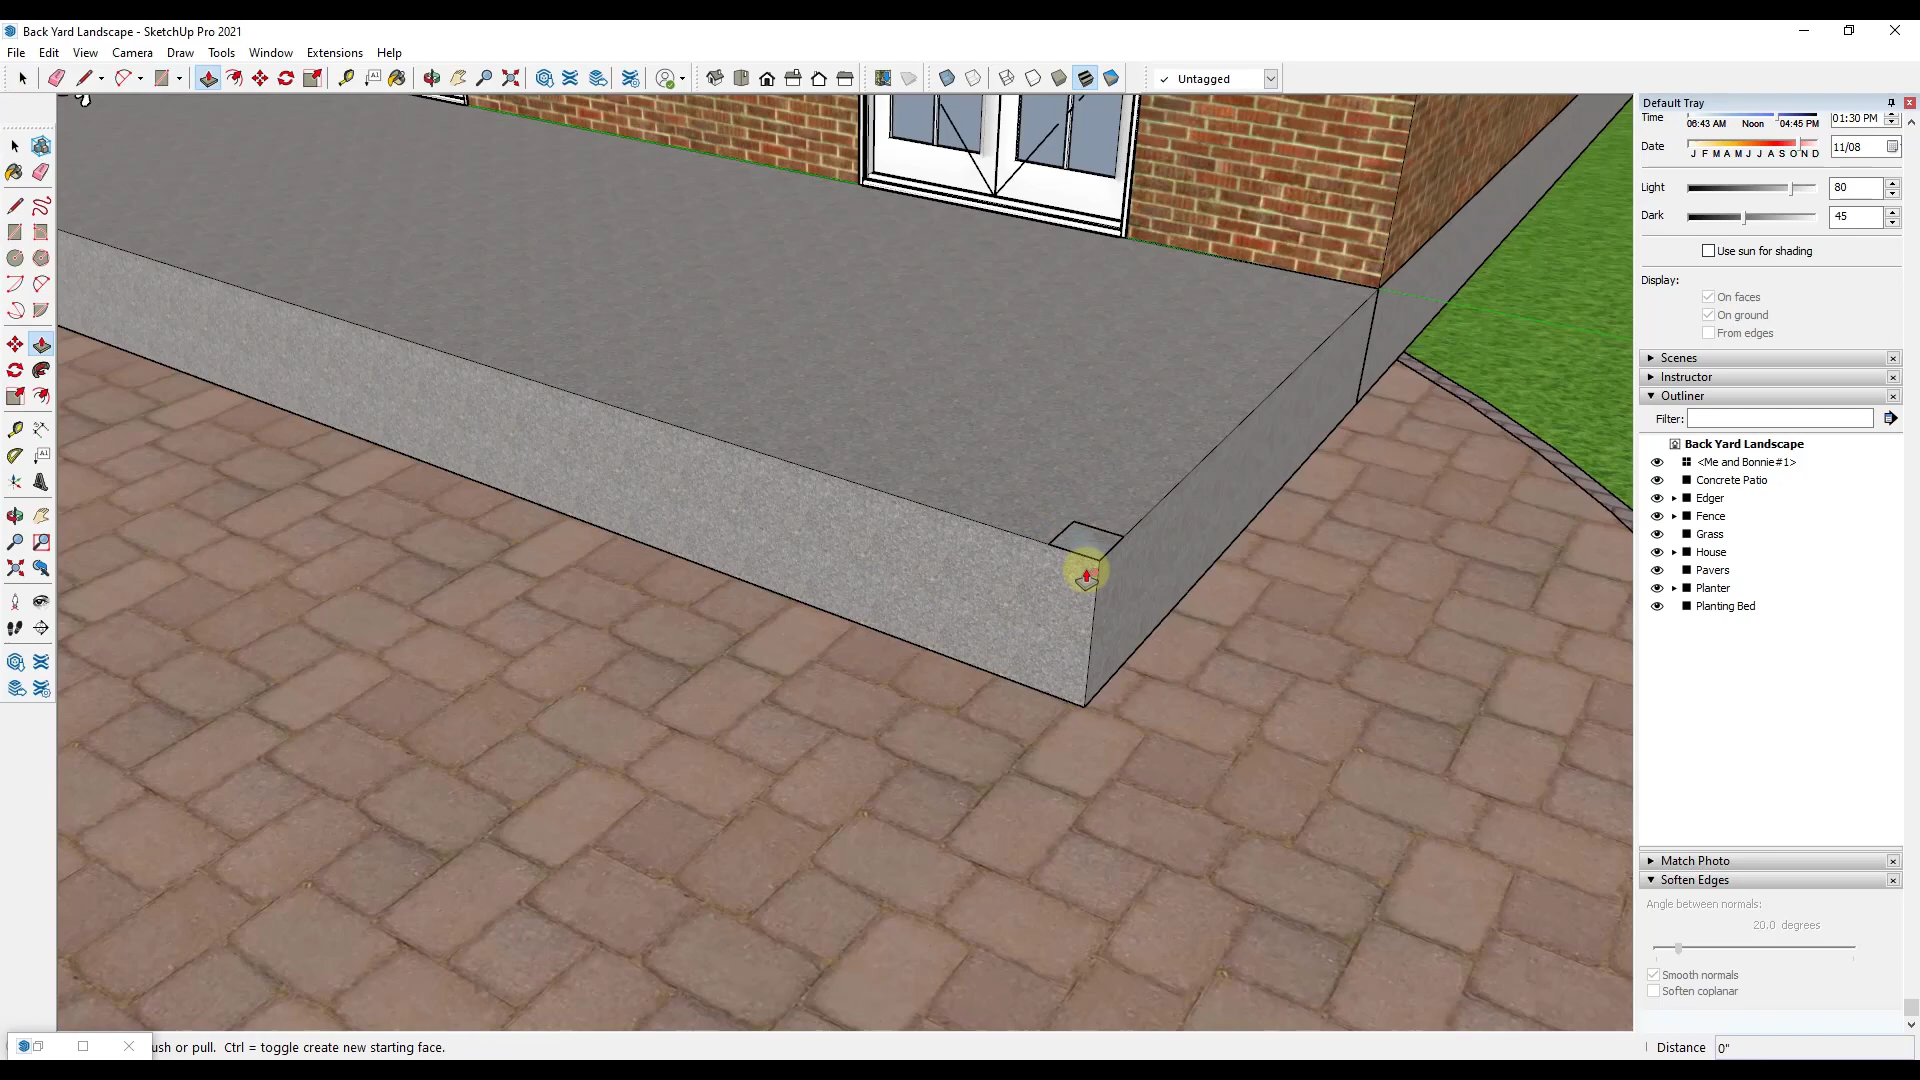 Back Yard Landscape - SketchUp Pro 2021
File Edit View Camera Draw Tools Window Extensions Help
Untagged
Default Tray
Time 06:43 AM Noon 04:45 PM 01:30 PM
Date J F M A M J J A S O N D 11/08
Light 80
Dark 45
Use sun for shading
Display:
On faces
On ground
From edges
Scenes
Instructor
Outliner
Filter:
Back Yard Landscape
<Me and Bonnie#1>
Concrete Patio
Edger
Fence
Grass
House
Pavers
Planter
Planting Bed
Match Photo
Soften Edges
Angle between normals:
20.0 degrees
Smooth normals
Soften coplanar
ush or pull. Ctrl = toggle create new starting face.
Distance 0"